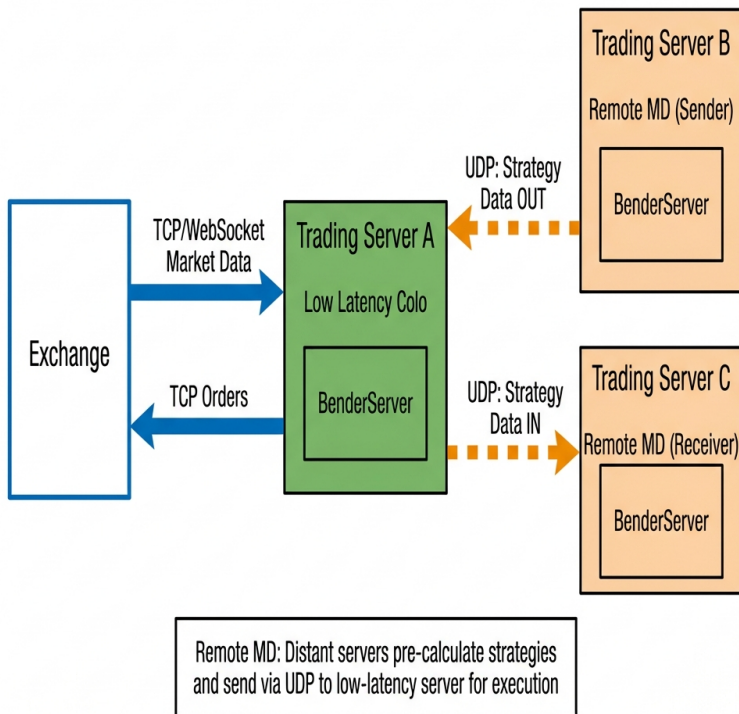 Exchange
TCP/WebSocket
Market Data
TCP Orders
Trading Server A
Low Latency Colo
BenderServer
UDP: Strategy
Data OUT
UDP: Strategy
Data IN
Trading Server B
Remote MD (Sender)
BenderServer
Trading Server C
Remote MD (Receiver)
BenderServer
Remote MD: Distant servers pre-calculate strategies
and send via UDP to low-latency server for execution